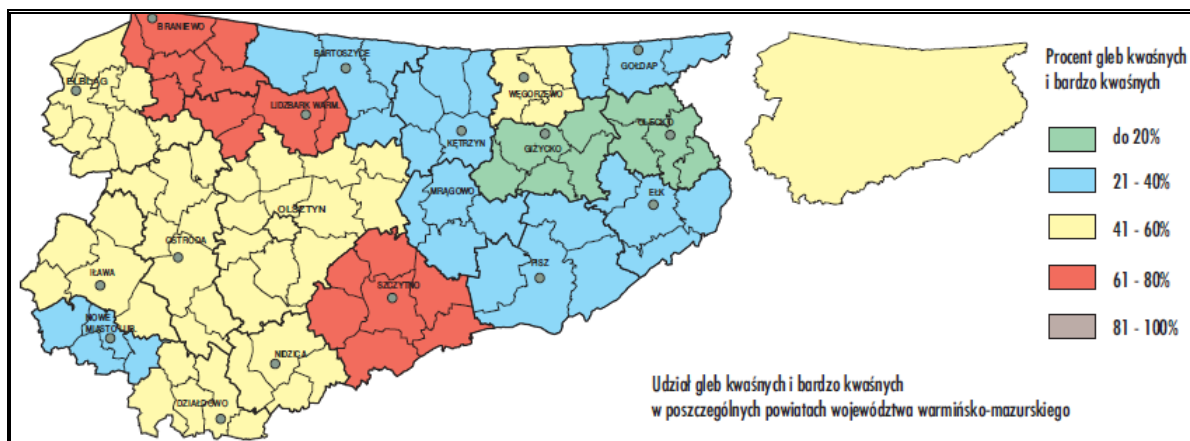 BRANIEWO
BARTOSZYCE
GOŁDAP
ELBLĄG
WĘGORZEWO
LIDZBARK WARM.
KĘTRZYN
GIŻYCKO
OLECKO
MRĄGOWO
EŁK
OLSZTYN
OSTRÓDA
PISZ
IŁAWA
SZCZYTNO
NOWE
MIASTO LUB.
NIDZICA
DZIAŁDOWO
Procent gleb kwaśnych
i bardzo kwaśnych
do 20%
21 - 40%
41 - 60%
61 - 80%
81 - 100%
Udział gleb kwaśnych i bardzo kwaśnych
w poszczególnych powiatach województwa warmińsko-mazurskiego